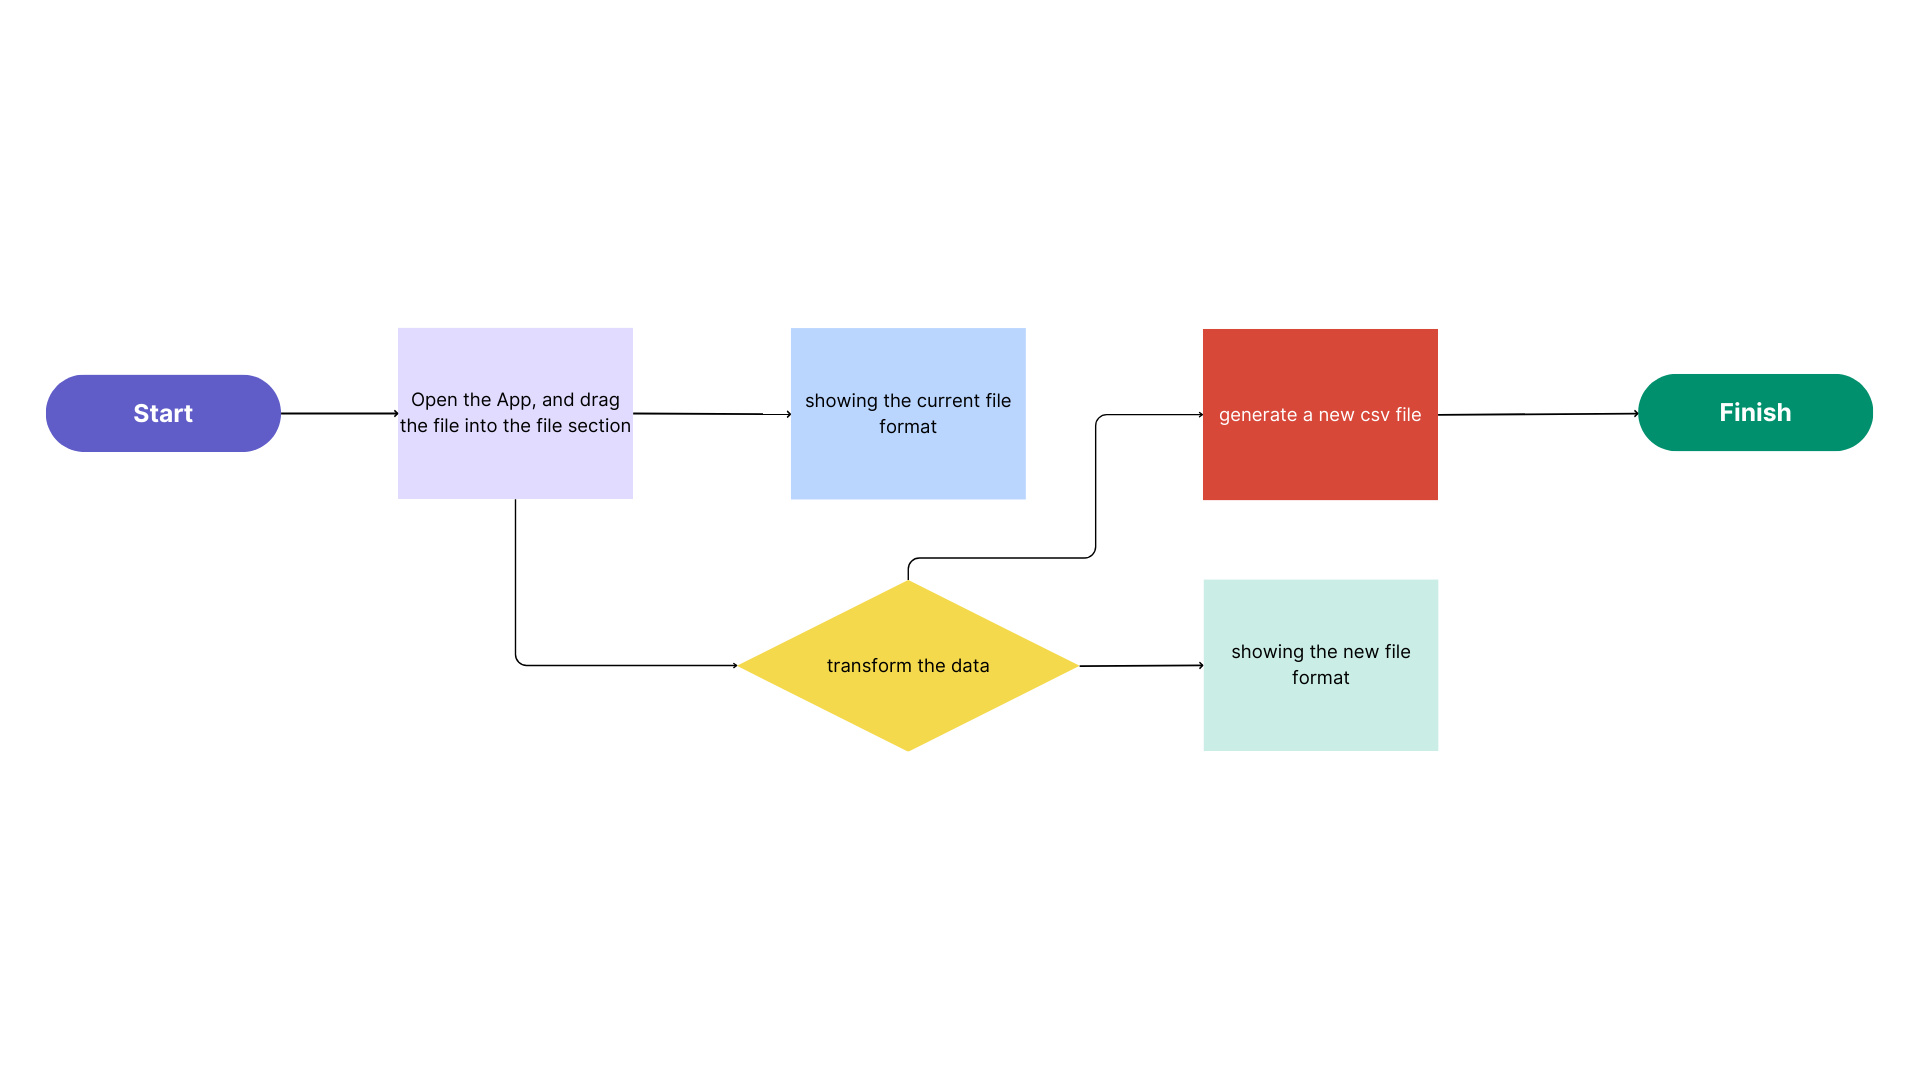 Start
Open the App, and drag
the file into the file section
showing the current file
format
generate a new csv file
Finish
transform the data
showing the new file
format